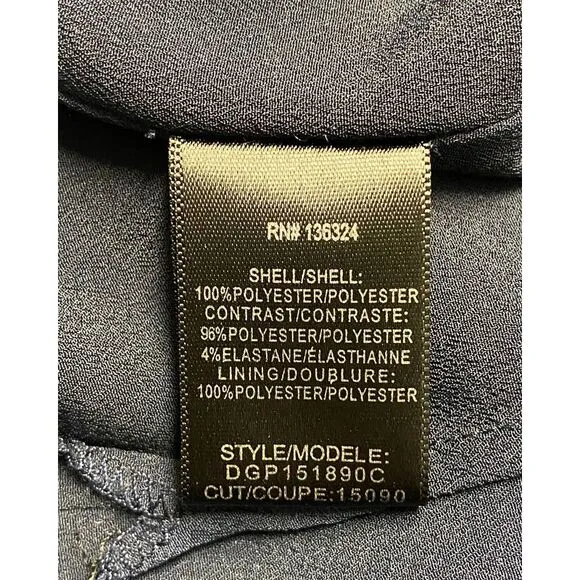 RN# 136324
SHELL/SHELL:
100%POLYESTER/POLYESTER
CONTRAST/CONTRASTE:
96%POLYESTER/POLYESTER
4%ELASTANE/ÉLASTHANNE
LINING/DOUBLURE:
100%POLYESTER/POLYESTER
STYLE/MODELE:
DGP151890C
CUT/COUPE:15090